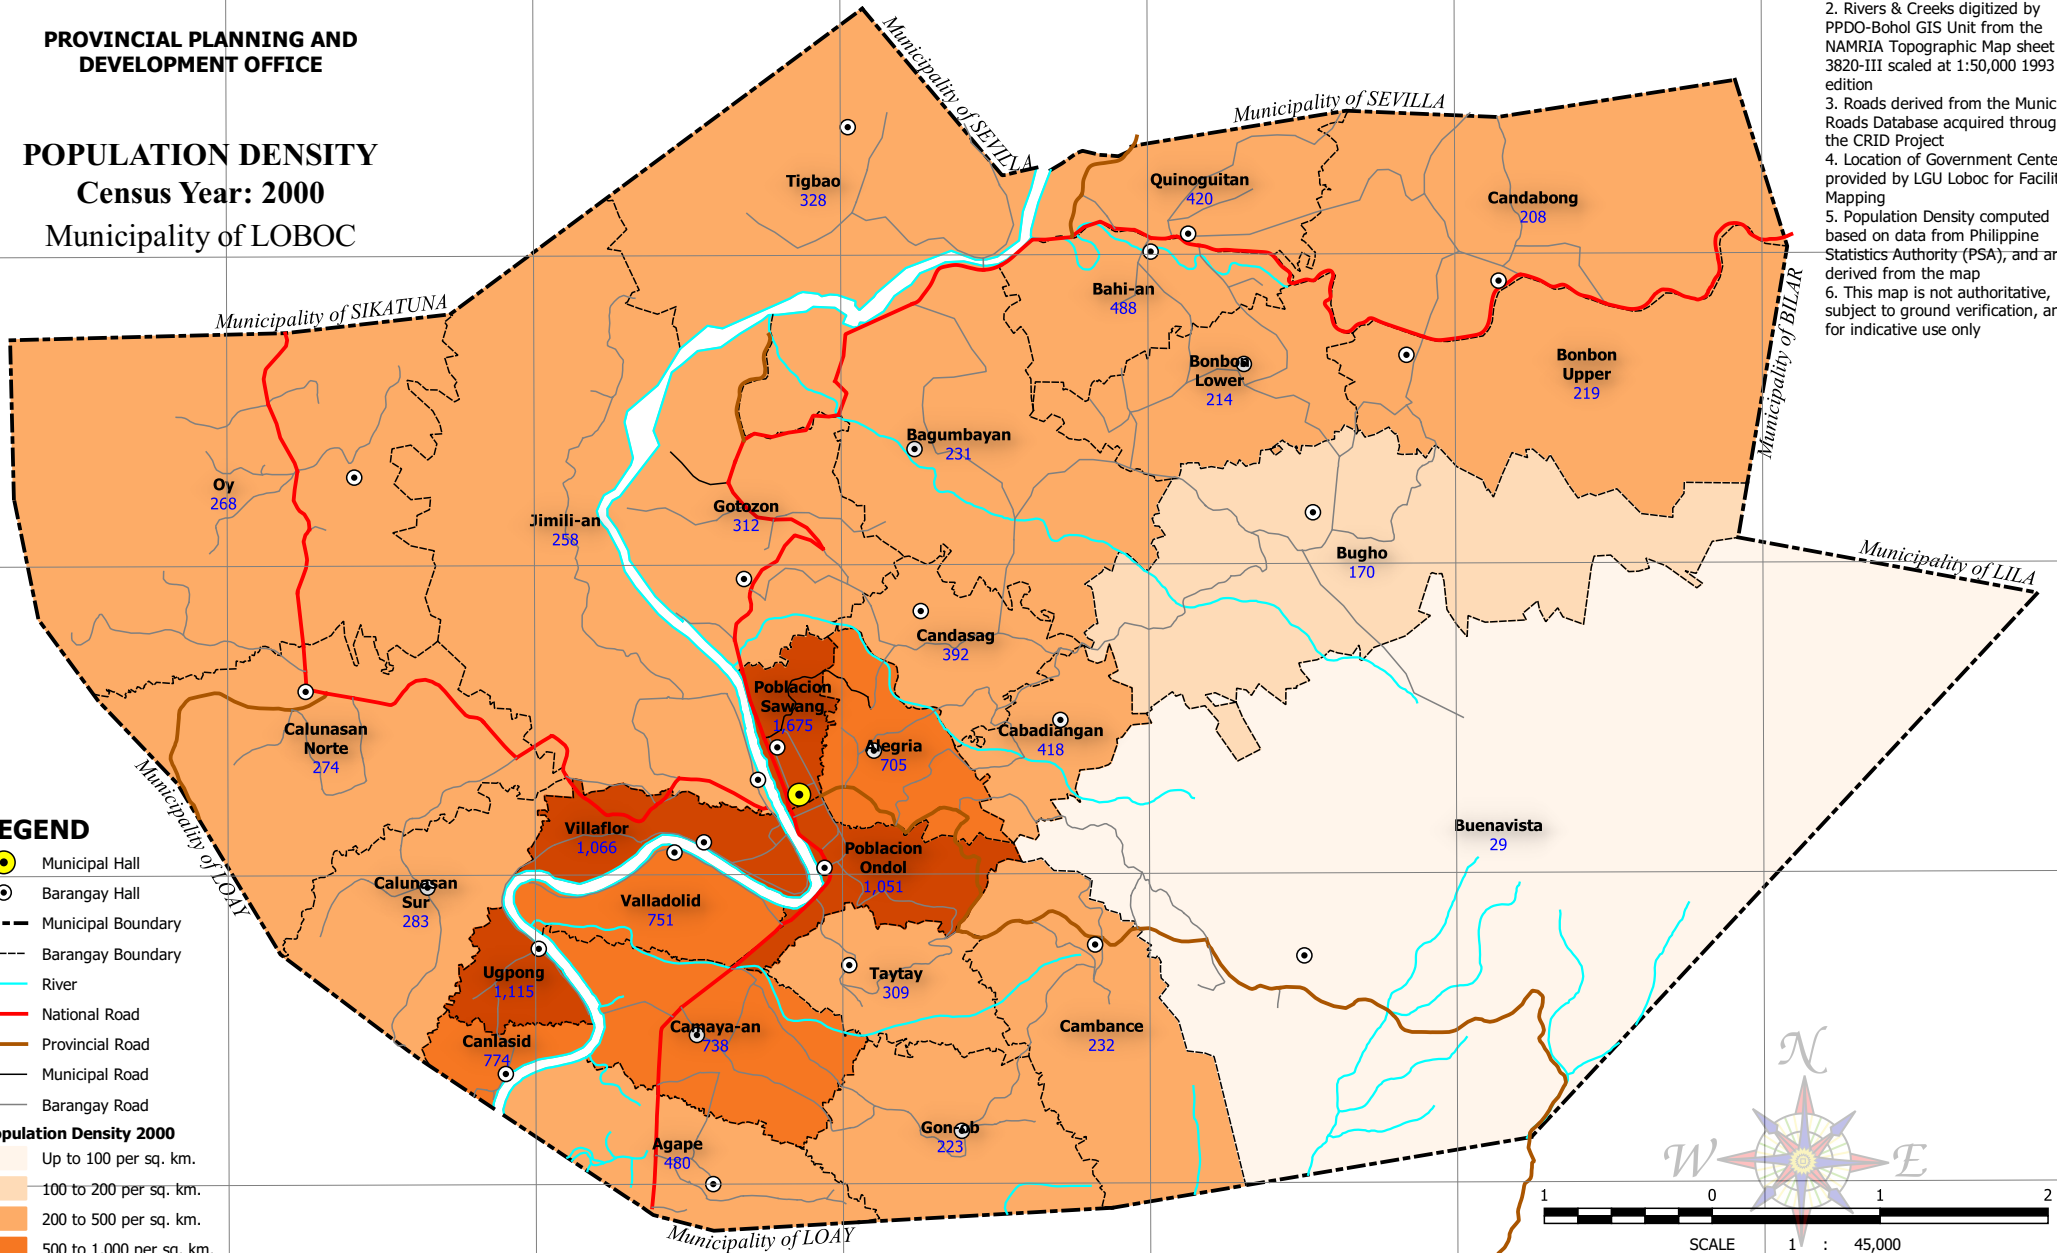 PROVINCIAL PLANNING AND
DEVELOPMENT OFFICE
POPULATION DENSITY
Census Year: 2000
Municipality of LOBOC
2. Rivers & Creeks digitized by
PPDO-Bohol GIS Unit from the
NAMRIA Topographic Map sheet
3820-III scaled at 1:50,000 1993
edition
3. Roads derived from the Munic
Roads Database acquired throug
the CRID Project
4. Location of Government Cente
provided by LGU Loboc for Facilit
Mapping
5. Population Density computed
based on data from Philippine
Statistics Authority (PSA), and ar
derived from the map
6. This map is not authoritative,
subject to ground verification, an
for indicative use only
Municipality of SEVILLA
Municipality of SEVILLA
Municipality of SIKATUNA
Municipality of BILAR
Municipality of LILA
Municipality of LOAY
Municipality of LOAY
Tigbao
328
Quinoguitan
420
Candabong
208
Bahi-an
488
Bonbon
Lower
214
Bonbon
Upper
219
Bagumbayan
231
Oy
268
Jimili-an
258
Gotozon
312
Bugho
170
Candasag
392
Poblacion
Sawang
1,675
Alegria
705
Cabadiangan
418
Calunasan
Norte
274
Villaflor
1,066
Poblacion
Ondol
1,051
Buenavista
29
Calunasan
Sur
283
Valladolid
751
Ugpong
1,115
Taytay
309
Canlasid
774
Camaya-an
738
Cambance
232
Agape
480
Gon-ob
223
EGEND
Municipal Hall
Barangay Hall
Municipal Boundary
Barangay Boundary
River
National Road
Provincial Road
Municipal Road
Barangay Road
opulation Density 2000
Up to 100 per sq. km.
100 to 200 per sq. km.
200 to 500 per sq. km.
500 to 1,000 per sq. km.
N
W E
1 0 1 2
SCALE 1 : 45,000